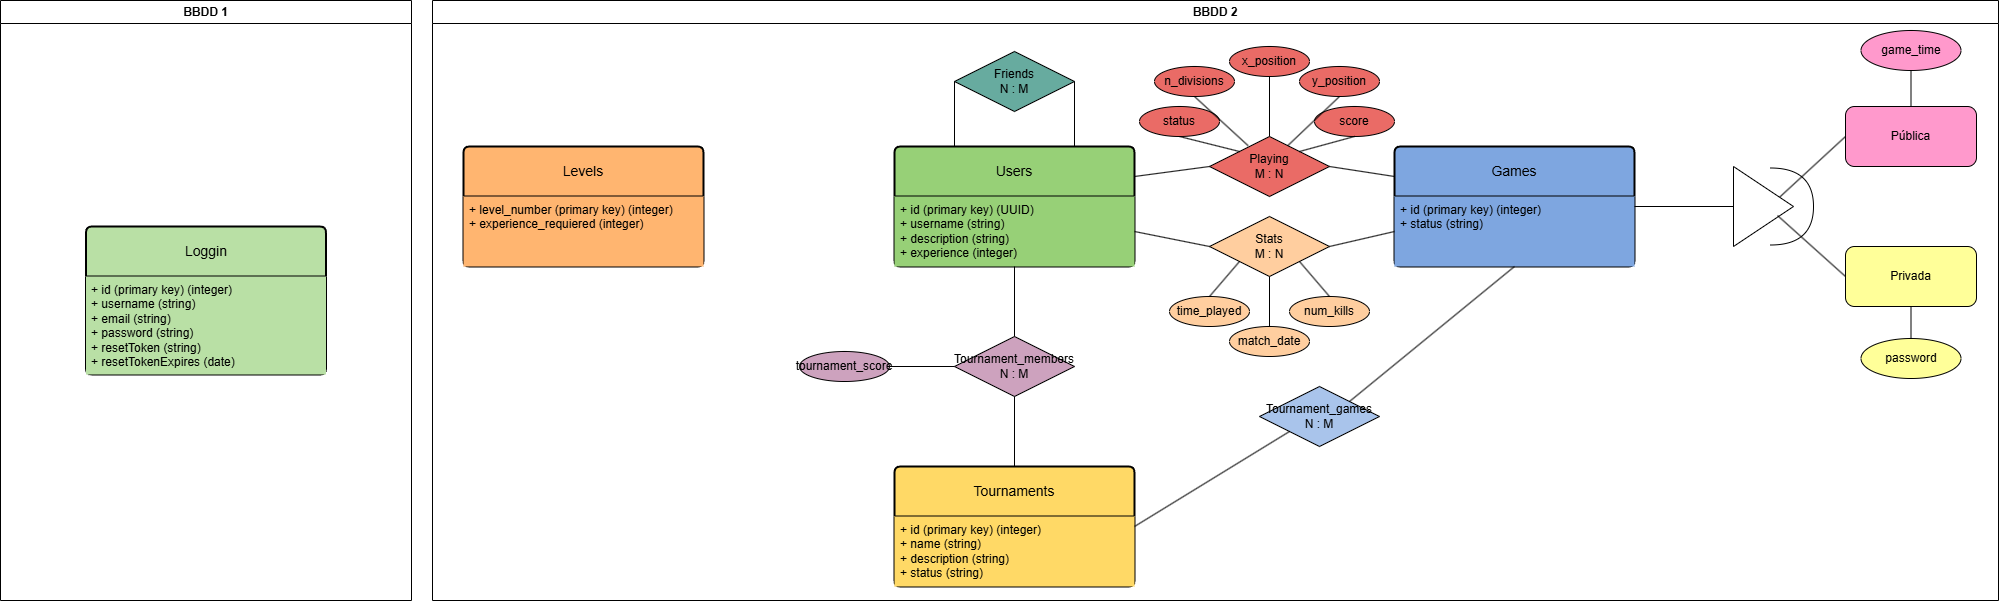 BBDD 1
Loggin
+ id (primary key) (integer)
+ username (string)
+ email (string)
+ password (string)
+ resetToken (string)
+ resetTokenExpires (date)
BBDD 2
Levels
+ level_number (primary key) (integer)
+ experience_requiered (integer)
Friends
N : M
Users
+ id (primary key) (UUID)
+ username (string)
+ description (string)
+ experience (integer)
status
n_divisions
x_position
y_position
score
Playing
M : N
Stats
M : N
time_played
match_date
num_kills
Games
+ id (primary key) (integer)
+ status (string)
game_time
Pública
Privada
password
tournament_score
Tournament_members
N : M
Tournament_games
N : M
Tournaments
+ id (primary key) (integer)
+ name (string)
+ description (string)
+ status (string)